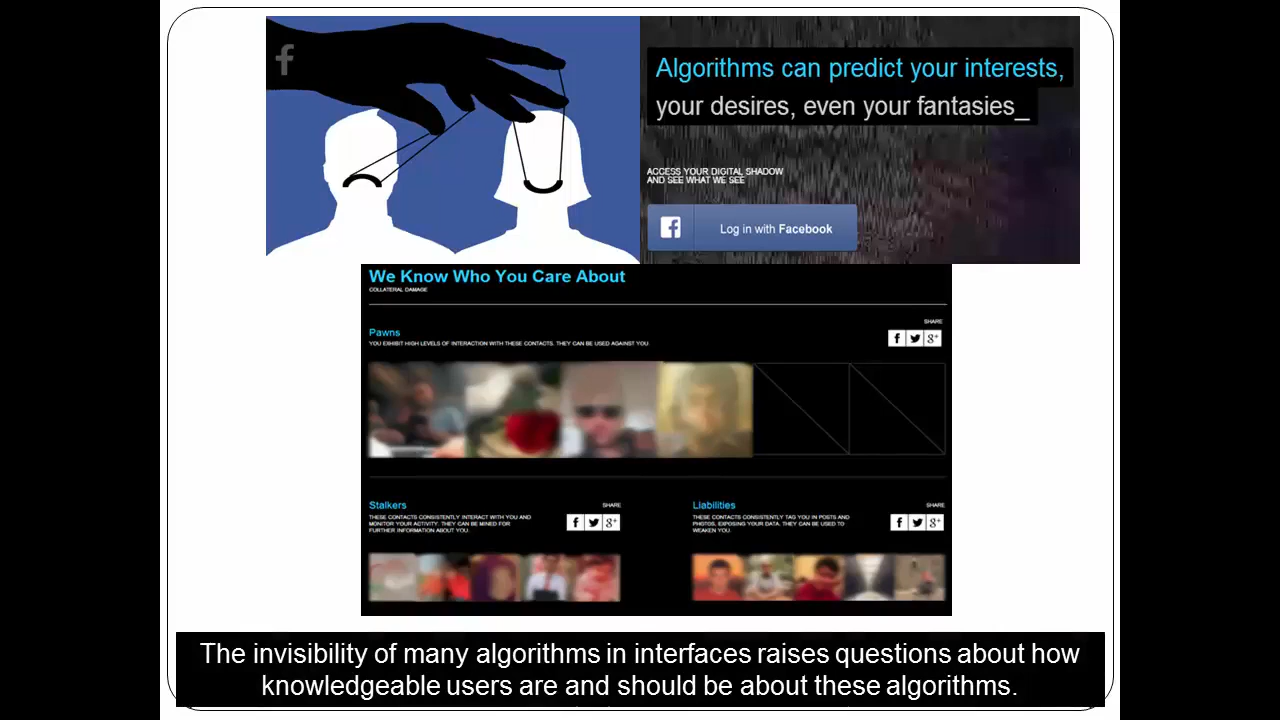 f
Algorithms can predict your interests,
your desires, even your fantasies_
ACCESS YOUR DIGITAL SHADOW
AND SEE WHAT WE SEE
f Log in with Facebook
We Know Who You Care About
COLLATERAL DAMAGE
SHARE
Pawns
YOU EXHIBIT HIGH LEVELS OF INTERACTION WITH THESE CONTACTS. THEY CAN BE USED AGAINST YOU.
f 8+
Stalkers
SHARE
THESE CONTACTS CONSISTENTLY INTERACT WITH YOU AND
MONITOR YOUR ACTIVITY. THEY CAN BE MINED FOR
FURTHER INFORMATION ABOUT YOU.
f 8+
Liabilities
SHARE
THESE CONTACTS CONSISTENTLY TAG YOU IN POSTS AND
PHOTOS, EXPOSING YOUR DATA. THEY CAN BE USED TO
WEAKEN YOU.
f 8+
The invisibility of many algorithms in interfaces raises questions about how
knowledgeable users are and should be about these algorithms.